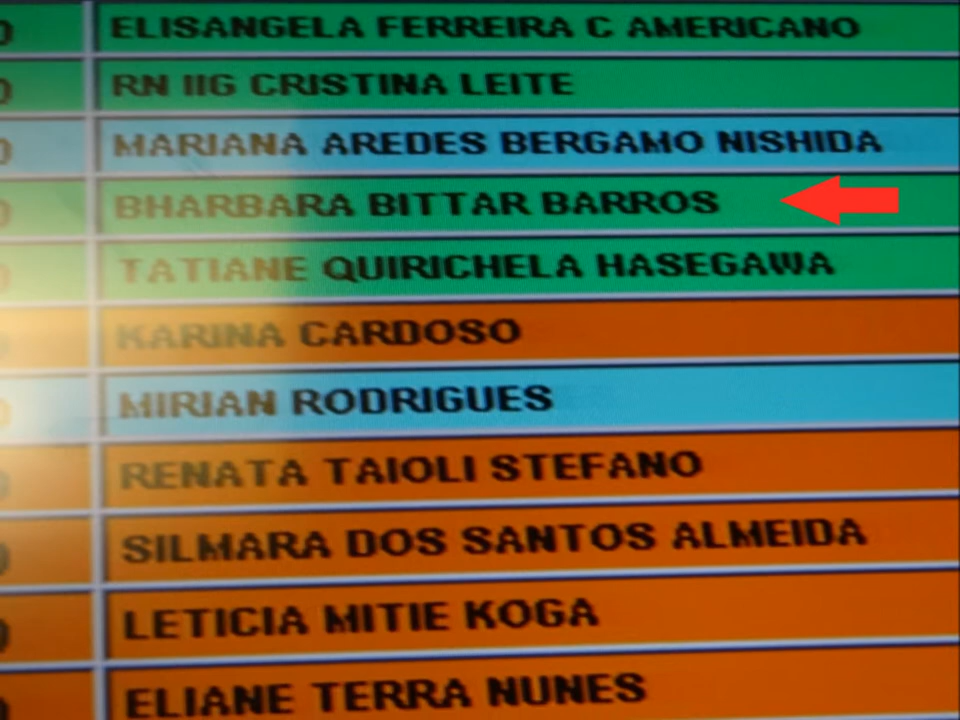 ELISANGELA FERREIRA C AMERICANO
RN IIG CRISTINA LEITE
MARIANA AREDES BERGAMO NISHIDA
BHARBARA BITTAR BARROS
TATIANE QUIRICHELA HASEGAWA
KARINA CARDOSO
MIRIAN RODRIGUES
RENATA TAIOLI STEFANO
SILMARA DOS SANTOS ALMEIDA
LETICIA MITIE KOGA
ELIANE TERRA NUNES